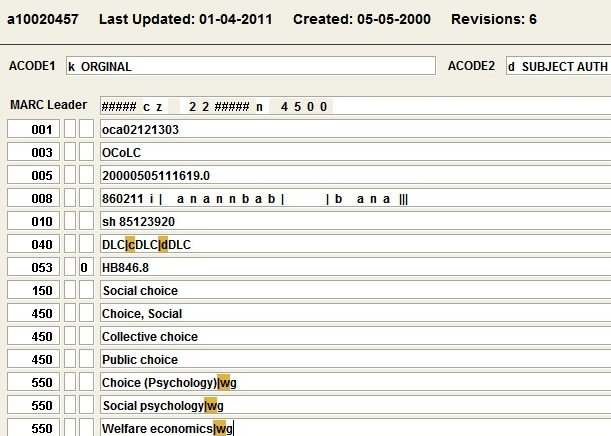 a10020457 Last Updated: 01-04-2011 Created: 05-05-2000 Revisions: 6
ACODE1 k ORGINAL ACODE2 d SUBJECT AUTH
MARC Leader ##### c z 2 2 ##### n 4 5 0 0
001 oca02121303
003 OCoLC
005 20000505111619.0
008 860211 i | a n a n n b a b | | b a n a |||
010 sh 85123920
040 DLC|cDLC|dDLC
053 0 HB846.8
150 Social choice
450 Choice, Social
450 Collective choice
450 Public choice
550 Choice (Psychology)|wg
550 Social psychology|wg
550 Welfare economics|wg